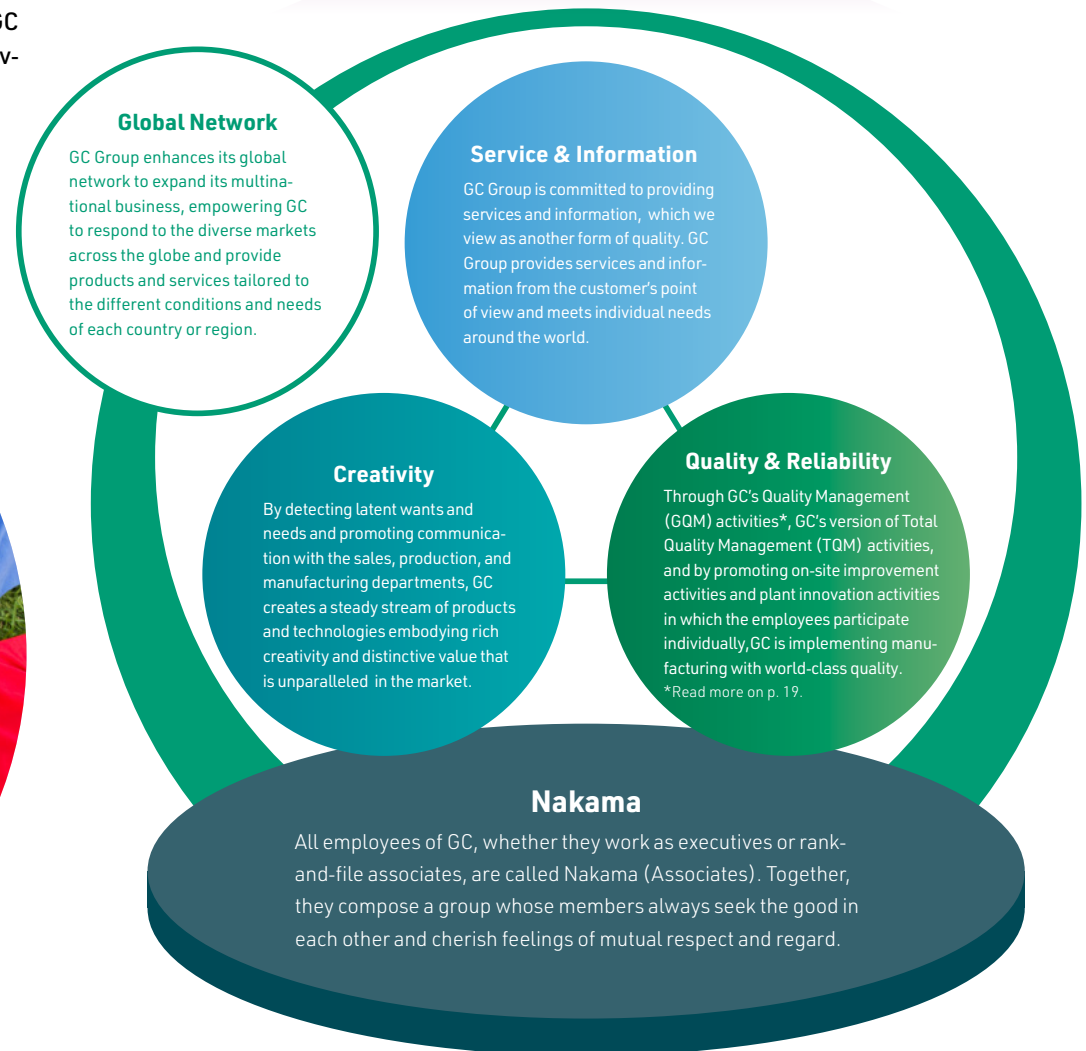 GC
v-
Global Network
GC Group enhances its global
network to expand its multina-
tional business, empowering GC
to respond to the diverse markets
across the globe and provide
products and services tailored to
the different conditions and needs
of each country or region.
Service & Information
GC Group is committed to providing
services and information, which we
view as another form of quality. GC
Group provides services and infor-
mation from the customer's point
of view and meets individual needs
around the world.
Creativity
By detecting latent wants and
needs and promoting communica-
tion with the sales, production, and
manufacturing departments, GC
creates a steady stream of products
and technologies embodying rich
creativity and distinctive value that
is unparalleled in the market.
Quality & Reliability
Through GC's Quality Management
(GQM) activities*, GC's version of Total
Quality Management (TQM) activities,
and by promoting on-site improvement
activities and plant innovation activities
in which the employees participate
individually,GC is implementing manu-
facturing with world-class quality.
*Read more on p. 19.
Nakama
All employees of GC, whether they work as executives or rank-
and-file associates, are called Nakama (Associates). Together,
they compose a group whose members always seek the good in
each other and cherish feelings of mutual respect and regard.